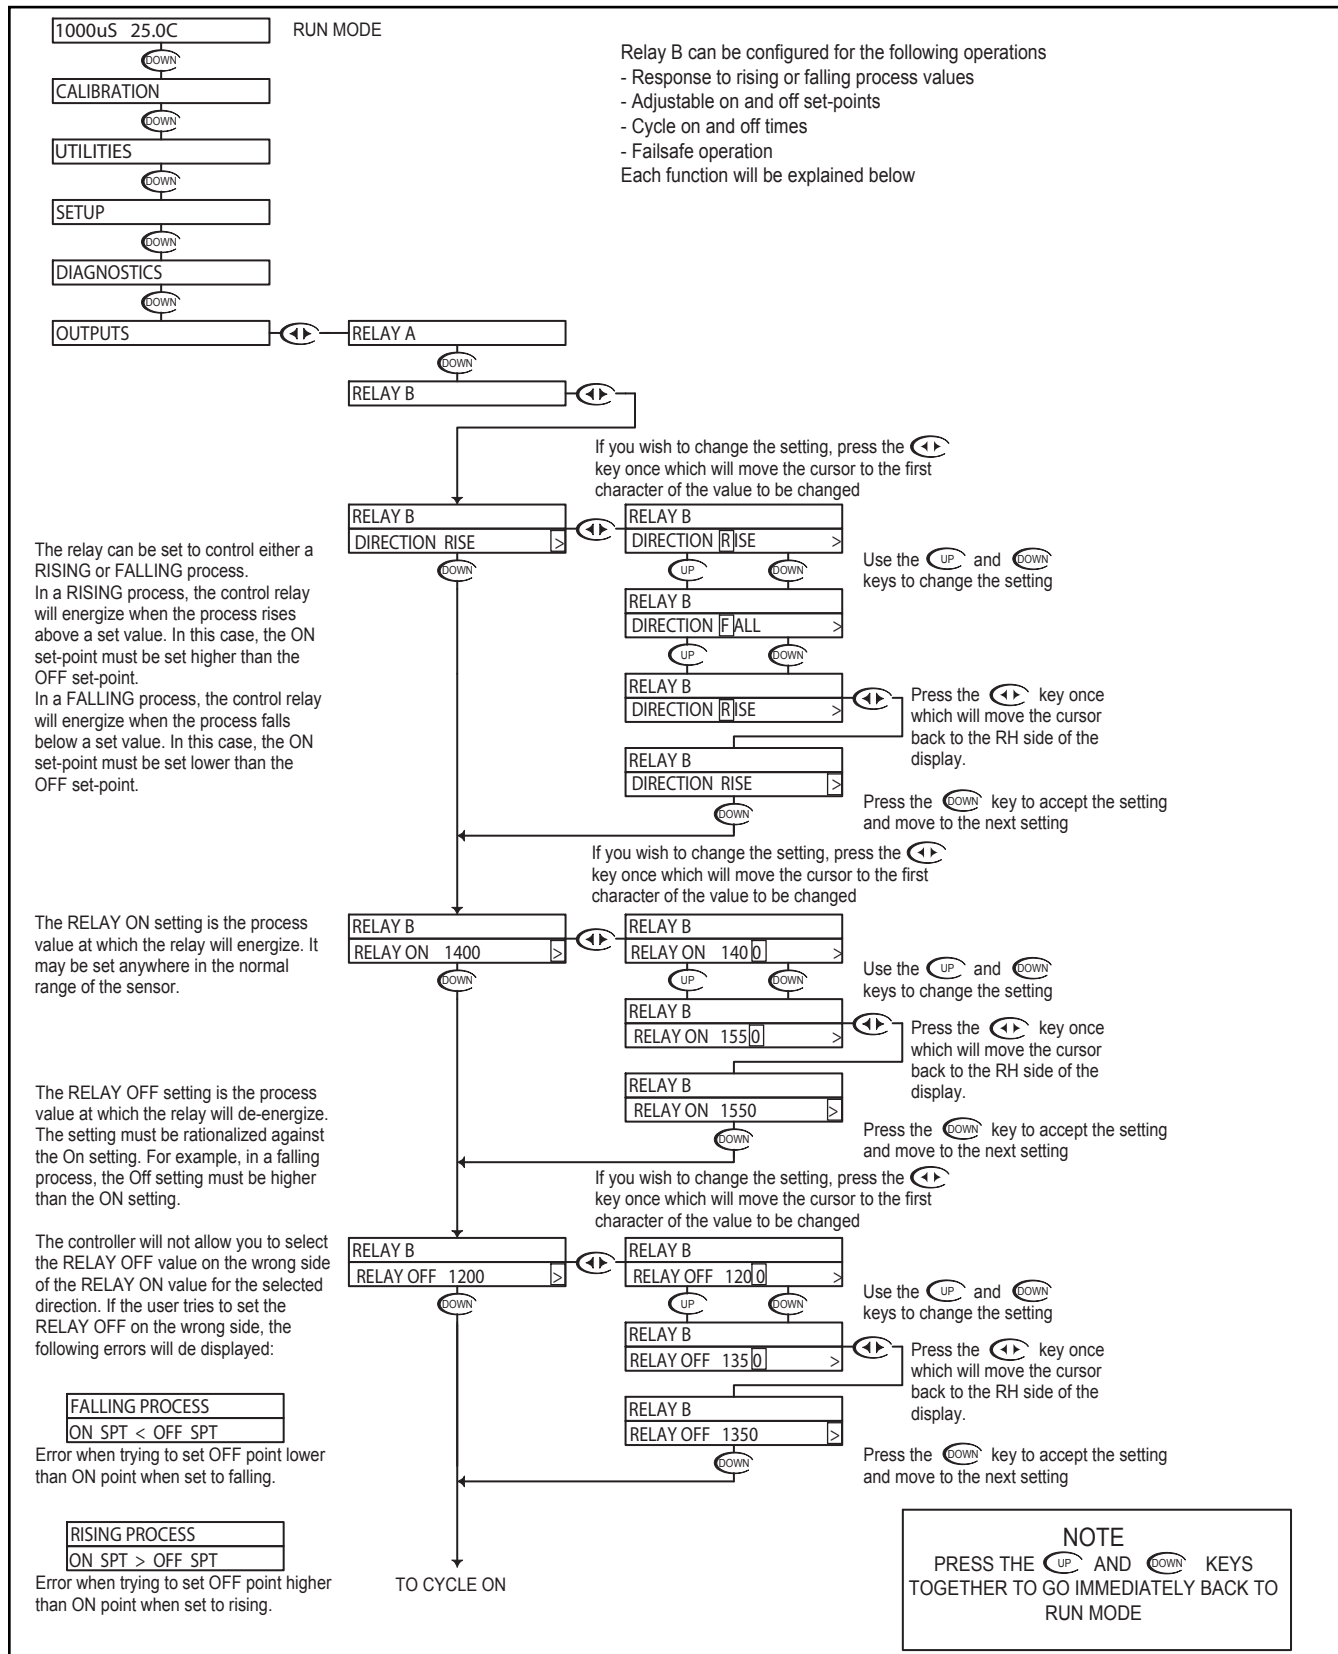 1000uS 25.0C
RUN MODE
DOWN
CALIBRATION
DOWN
UTILITIES
DOWN
SETUP
DOWN
DIAGNOSTICS
DOWN
OUTPUTS
RELAY A
DOWN
RELAY B
Relay B can be configured for the following operations
- Response to rising or falling process values
- Adjustable on and off set-points
- Cycle on and off times
- Failsafe operation
Each function will be explained below
If you wish to change the setting, press the
key once which will move the cursor to the first
character of the value to be changed
RELAY B
DIRECTION RISE >
DOWN
RELAY B
DIRECTION RISE >
UP DOWN
RELAY B
DIRECTION FALL >
UP DOWN
RELAY B
DIRECTION RISE >
RELAY B
DIRECTION RISE >
DOWN
Use the UP and DOWN
keys to change the setting
Press the key once
which will move the cursor
back to the RH side of the
display.
Press the DOWN key to accept the setting
and move to the next setting
The relay can be set to control either a
RISING or FALLING process.
In a RISING process, the control relay
will energize when the process rises
above a set value. In this case, the ON
set-point must be set higher than the
OFF set-point.
In a FALLING process, the control relay
will energize when the process falls
below a set value. In this case, the ON
set-point must be set lower than the
OFF set-point.
If you wish to change the setting, press the
key once which will move the cursor to the first
character of the value to be changed
The RELAY ON setting is the process
value at which the relay will energize. It
may be set anywhere in the normal
range of the sensor.
RELAY B
RELAY ON 1400 >
DOWN
RELAY B
RELAY ON 1400 >
UP DOWN
RELAY B
RELAY ON 1550 >
RELAY B
RELAY ON 1550 >
DOWN
Use the UP and DOWN
keys to change the setting
Press the key once
which will move the cursor
back to the RH side of the
display.
Press the DOWN key to accept the setting
and move to the next setting
The RELAY OFF setting is the process
value at which the relay will de-energize.
The setting must be rationalized against
the On setting. For example, in a falling
process, the Off setting must be higher
than the ON setting.
If you wish to change the setting, press the
key once which will move the cursor to the first
character of the value to be changed
The controller will not allow you to select
the RELAY OFF value on the wrong side
of the RELAY ON value for the selected
direction. If the user tries to set the
RELAY OFF on the wrong side, the
following errors will de displayed:
RELAY B
RELAY OFF 1200 >
DOWN
RELAY B
RELAY OFF 1200 >
UP DOWN
RELAY B
RELAY OFF 1350 >
RELAY B
RELAY OFF 1350 >
DOWN
Use the UP and DOWN
keys to change the setting
Press the key once
which will move the cursor
back to the RH side of the
display.
Press the DOWN key to accept the setting
and move to the next setting
FALLING PROCESS
ON SPT < OFF SPT
Error when trying to set OFF point lower
than ON point when set to falling.
RISING PROCESS
ON SPT > OFF SPT
Error when trying to set OFF point higher
than ON point when set to rising.
TO CYCLE ON
NOTE
PRESS THE UP AND DOWN KEYS
TOGETHER TO GO IMMEDIATELY BACK TO
RUN MODE